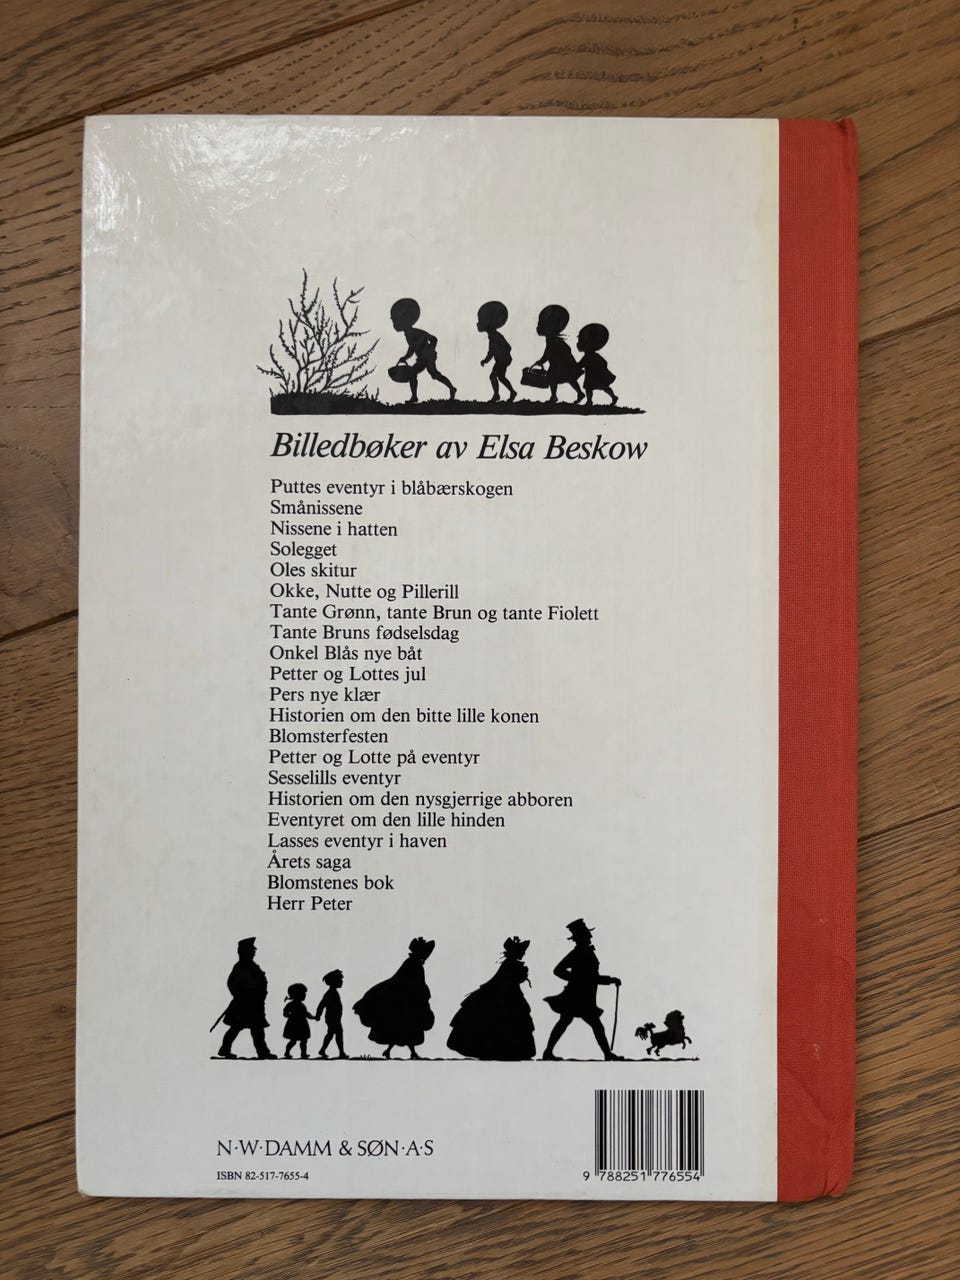 Billedbøker av Elsa Beskow
Puttes eventyr i blåbærskogen
Smånissene
Nissene i hatten
Solegget
Oles skitur
Okke, Nutte og Pillerill
Tante Grønn, tante Brun og tante Fiolett
Tante Bruns fødselsdag
Onkel Blås nye båt
Petter og Lottes jul
Pers nye klær
Historien om den bitte lille konen
Blomsterfesten
Petter og Lotte på eventyr
Sesselills eventyr
Historien om den nysgjerrige abboren
Eventyret om den lille hinden
Lasses eventyr i haven
Årets saga
Blomstenes bok
Herr Peter
N·W·DAMM & SØN·A·S
ISBN 82-517-7655-4
9 788251 776554